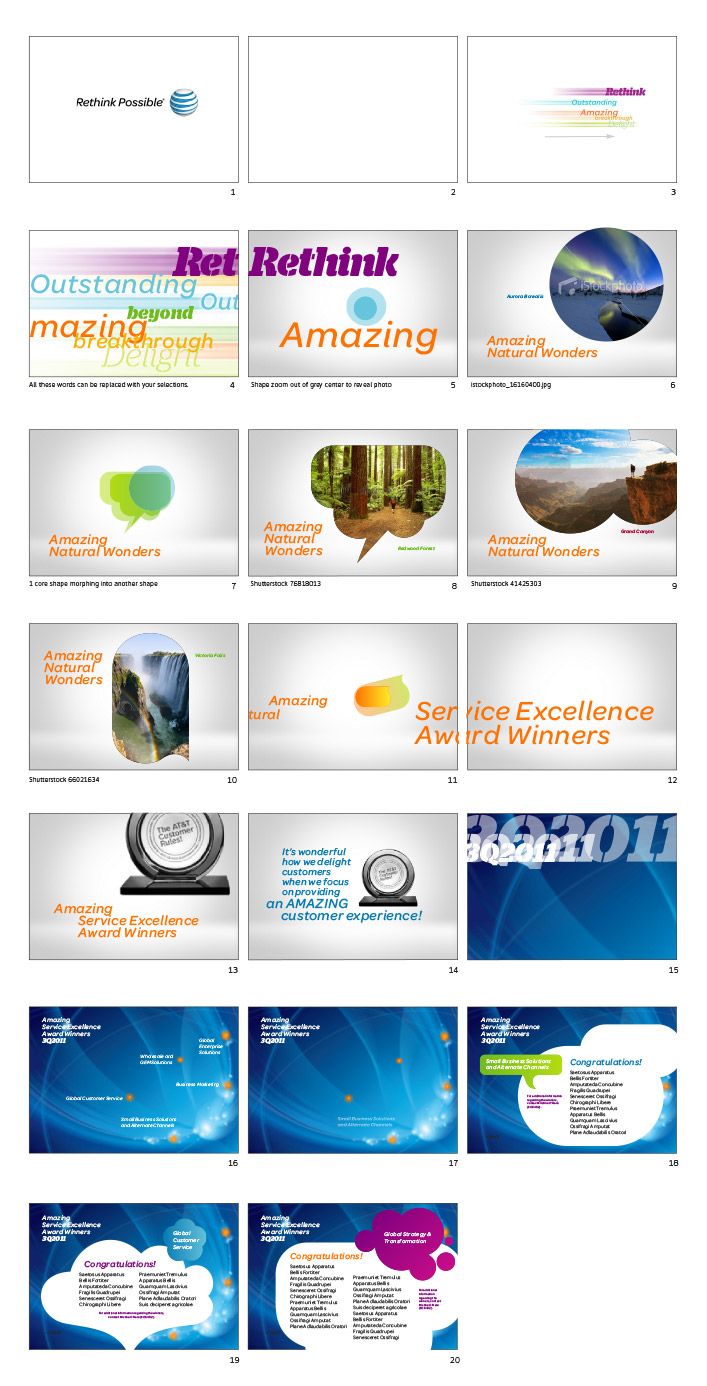 Rethink Possible®
1
2
Rethink
Outstanding
Amazing
breakthrough
Delight
3
Ret
Outstanding
Out
beyond
mazing
breakthrough
Delight
All these words can be replaced with your selections.
4
Rethink
Amazing
Shape zoom out of grey center to reveal photo
5
iStockphoto
Aurora Borealis
Amazing
Natural Wonders
istockphoto_16160400.jpg
6
Amazing
Natural Wonders
1 core shape morphing into another shape
7
Amazing
Natural
Wonders
Redwood Forest
Shutterstock 76818013
8
Grand Canyon
Amazing
Natural Wonders
Shutterstock 41425303
9
Amazing
Natural
Wonders
Victoria Falls
Shutterstock 66021634
10
Amazing
tural
11
Service Excellence
Award Winners
12
The AT&T
Customer
Rules!
Amazing
Service Excellence
Award Winners
13
It's wonderful
how we delight
customers
when we focus
on providing
an AMAZING
customer experience!
14
3Q2011
3Q2011
15
Amazing
Service Excellence
Award Winners
3Q2011
Global
Enterprise
Solutions
Wholesale and
GEM Solutions
Business Marketing
Global Customer Service
Small Business Solutions
and Alternate Channels
16
Amazing
Service Excellence
Award Winners
3Q2011
Small Business Solutions
and Alternate Channels
17
Amazing
Service Excellence
Award Winners
3Q2011
Small Business Solutions
and Alternate Channels
Congratulations!
Saetosus Apparatus
Bellis Fortiter
Amputateda Concubine
Fragilis Quadrupei
Senesceret Ossifragi
Chirographi Libere
Praemuniet Tremulus
Apparatus Bellis
Quamquam Lascivius
Ossifragi Amputat
Plane Adlaudabilis Oratori
18
Amazing
Service Excellence
Award Winners
3Q2011
Global
Customer
Service
Congratulations!
Saetosus Apparatus
Bellis Fortiter
Amputateda Concubine
Fragilis Quadrupei
Senesceret Ossifragi
Chirographi Libere
Praemuniet Tremulus
Apparatus Bellis
Quamquam Lascivius
Ossifragi Amputat
Plane Adlaudabilis Oratori
Suis deciperet agricolae
19
Amazing
Service Excellence
Award Winners
3Q2011
Global Strategy &
Transformation
Congratulations!
Saetosus Apparatus
Bellis Fortiter
Amputateda Concubine
Fragilis Quadrupei
Senesceret Ossifragi
Chirographi Libere
Praemuniet Tremulus
Apparatus Bellis
Quamquam Lascivius
Ossifragi Amputat
Plane Adlaudabilis Oratori
Praemuniet Tremulus
Apparatus Bellis
Quamquam Lascivius
Ossifragi Amputat
Plane Adlaudabilis Oratori
Suis deciperet agricolae
Saetosus Apparatus
Bellis Fortiter
Amputateda Concubine
Fragilis Quadrupei
Senesceret Ossifragi
20